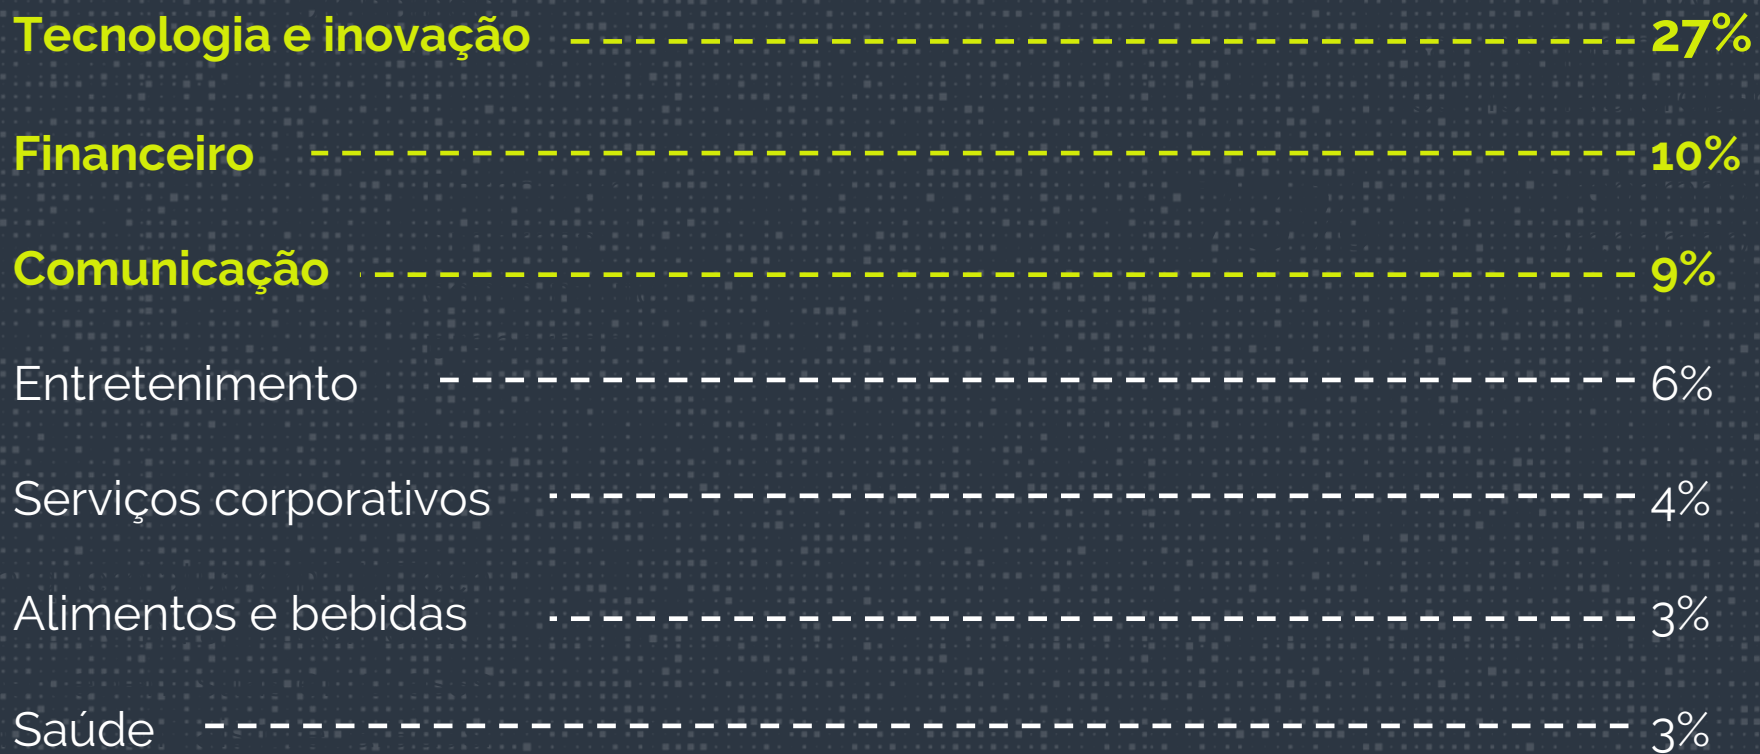 Tecnologia e inovação 27%
Financeiro 10%
Comunicação 9%
Entretenimento 6%
Serviços corporativos 4%
Alimentos e bebidas 3%
Saúde 3%